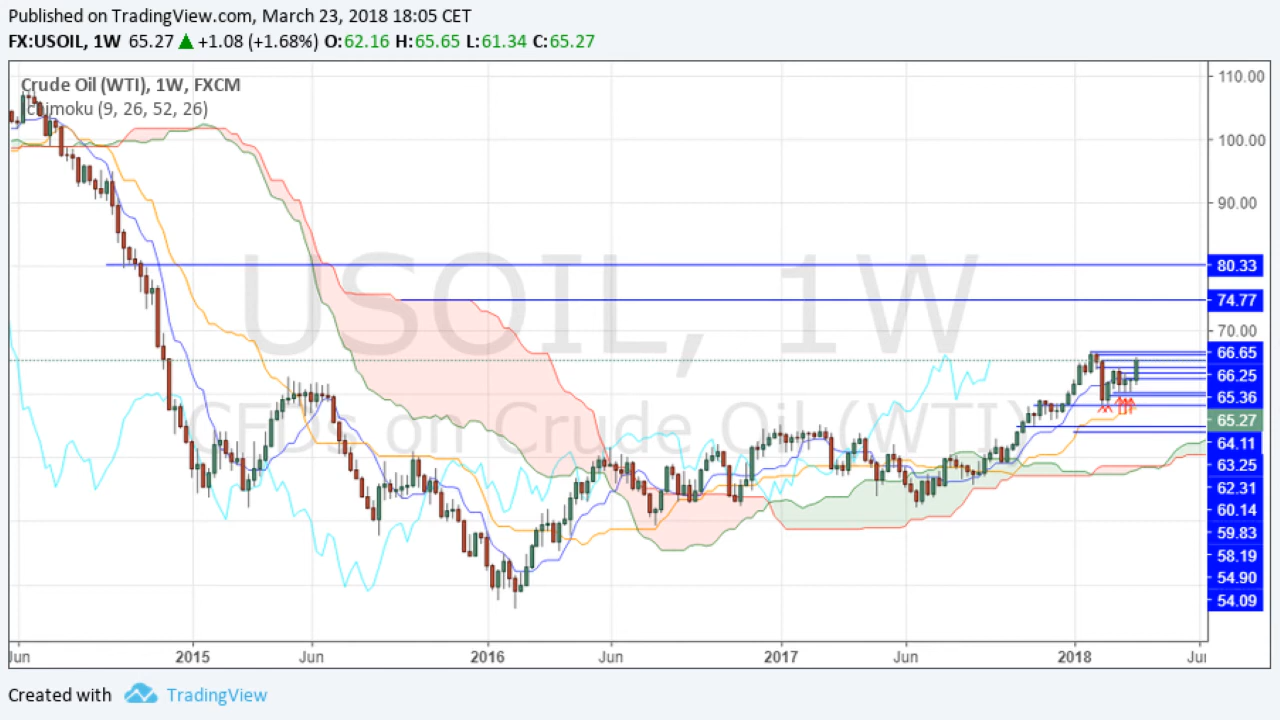 Published on TradingView.com, March 23, 2018 18:05 CET
FX:USOIL, 1W 65.27 ▲ +1.08 (+1.68%) O:62.16 H:65.65 L:61.34 C:65.27
Crude Oil (WTI), 1W, FXCM
Ichimoku (9, 26, 52, 26)
USOIL, 1W
CFDs on Crude Oil (WTI)
110.00
100.00
90.00
80.33
74.77
70.00
66.65
66.25
65.36
65.27
64.11
63.25
62.31
60.14
59.83
58.19
54.90
54.09
Jun 2015 Jun 2016 Jun 2017 Jun 2018 Jul
Created with TradingView